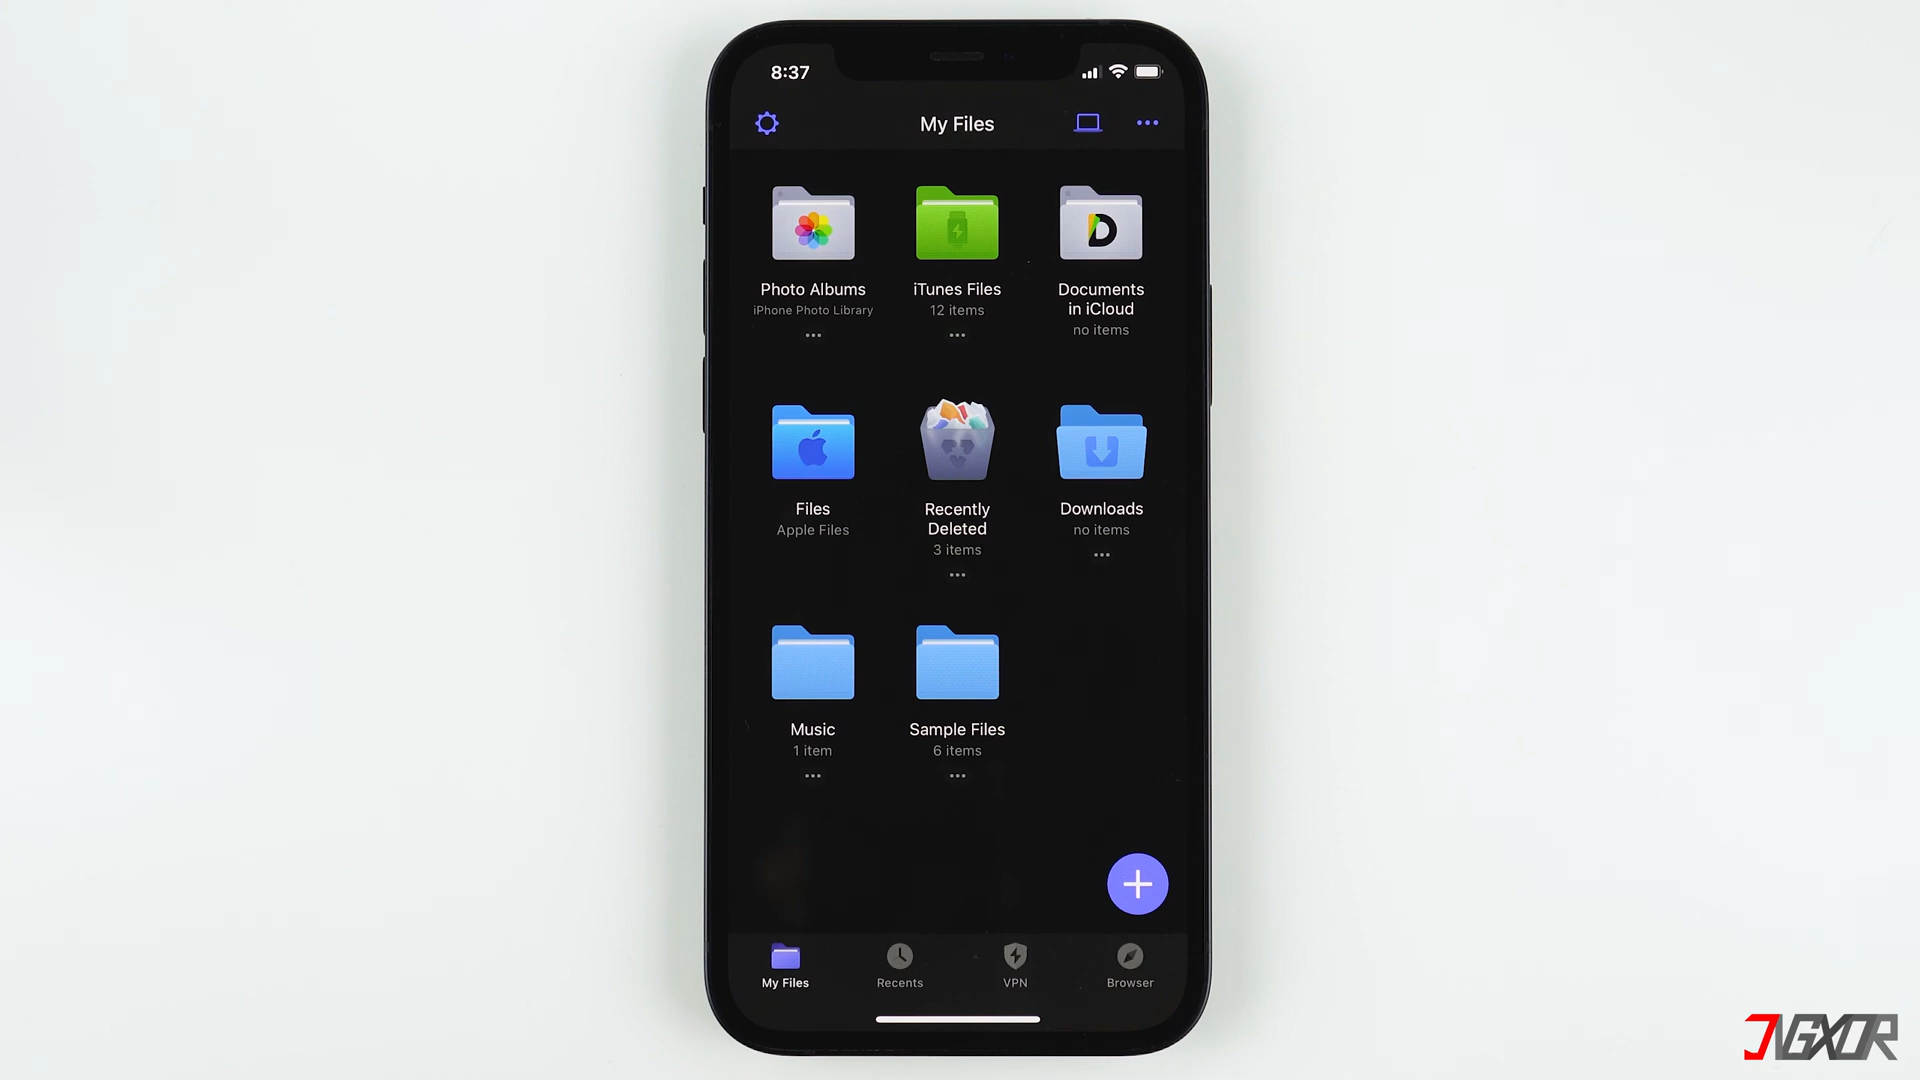 8:37
My Files
Photo Albums
iPhone Photo Library
iTunes Files
12 items
Documents
in iCloud
no items
Files
Apple Files
Recently
Deleted
3 items
Downloads
no items
Music
1 item
Sample Files
6 items
My Files
Recents
VPN
Browser
JVGXOR